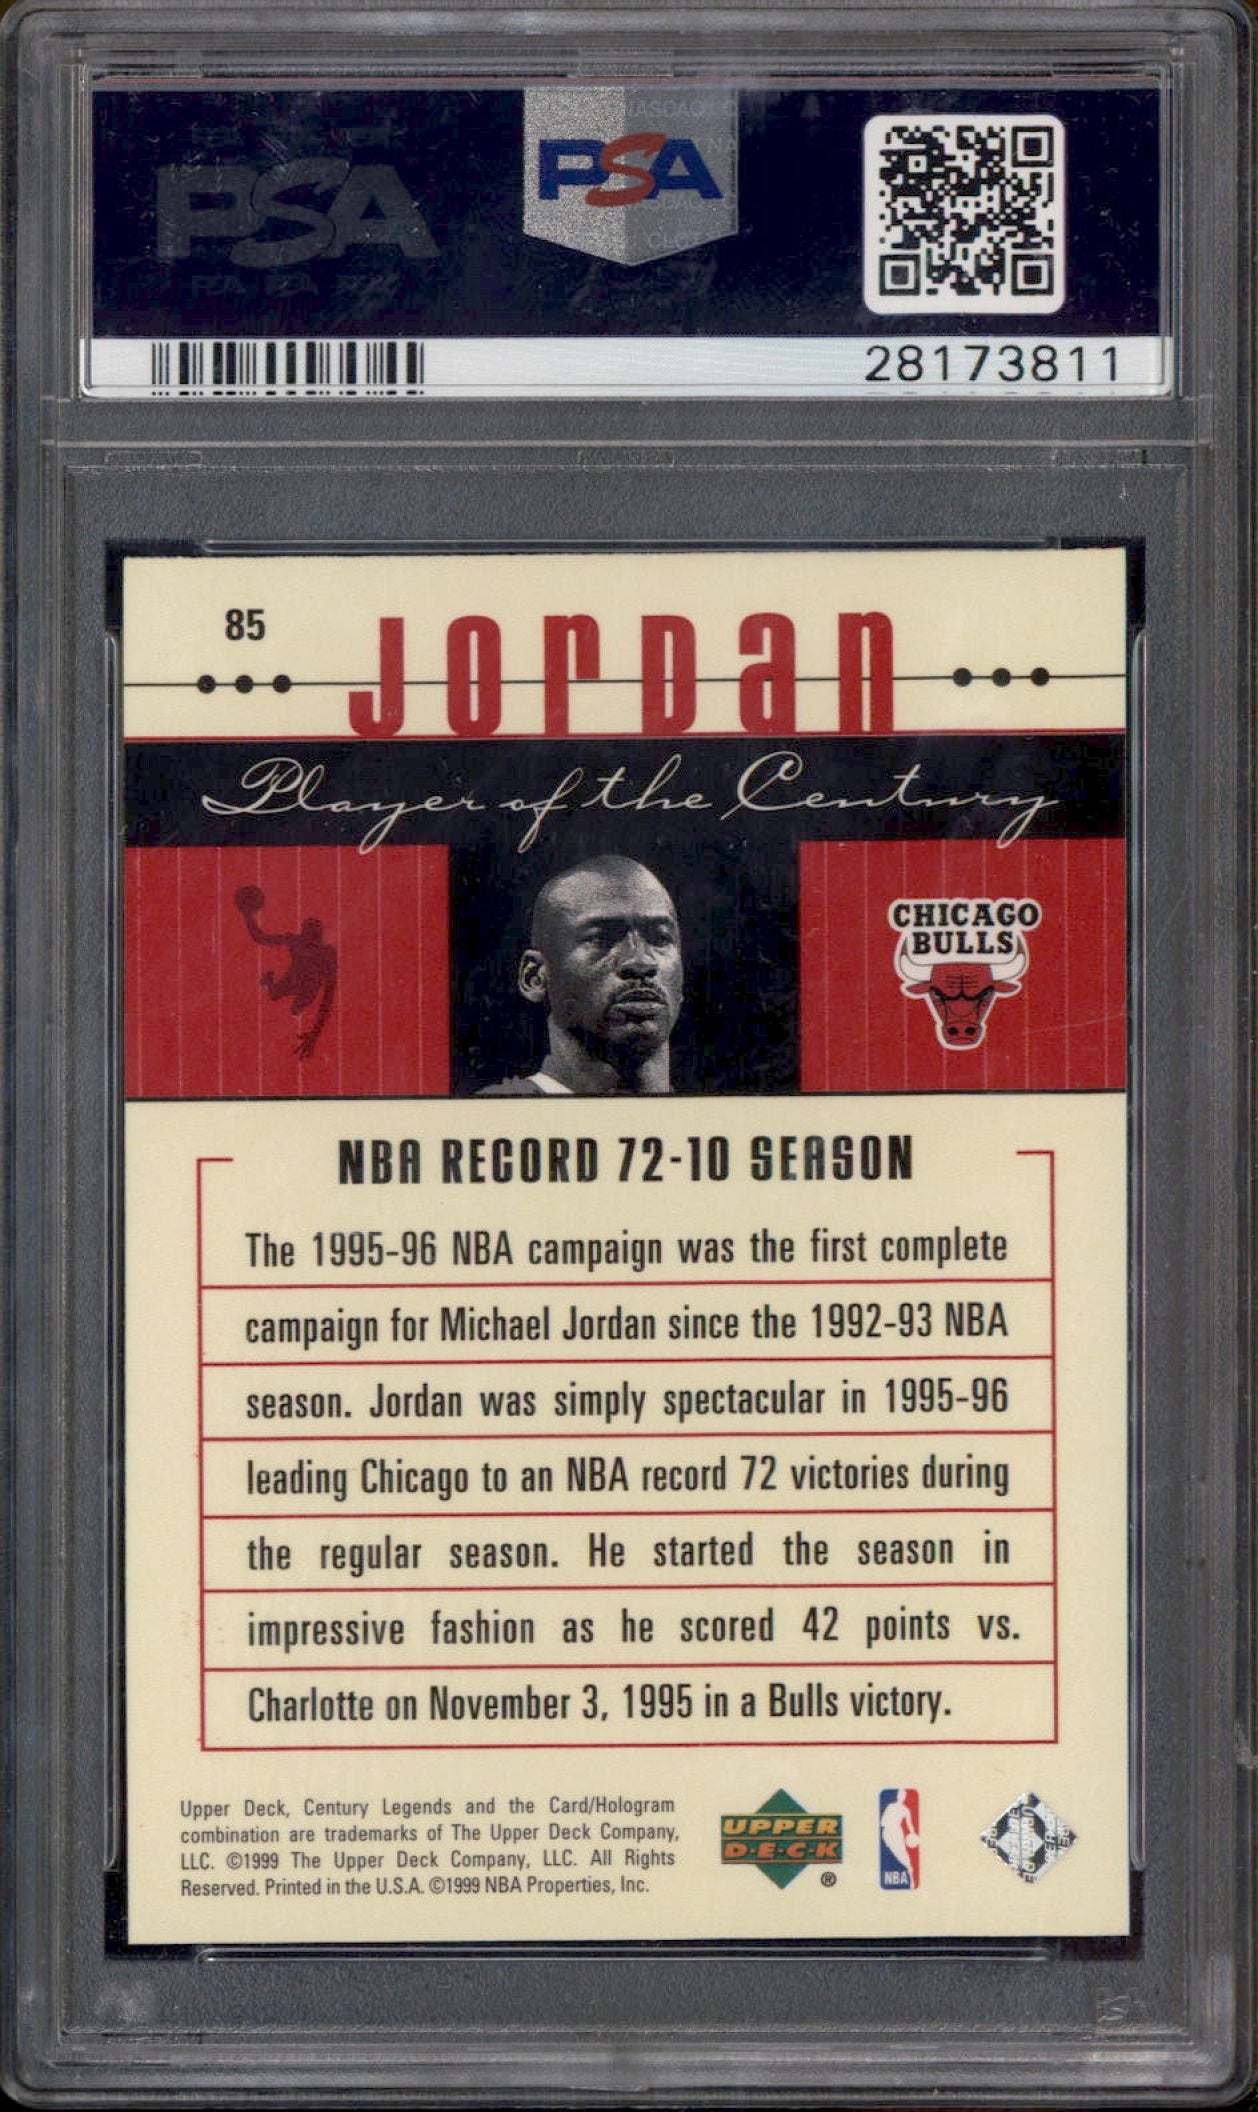 PSA
PSA
28173811
85
JORDAN
Player of the Century
CHICAGO
BULLS
NBA RECORD 72-10 SEASON
The 1995-96 NBA campaign was the first complete
campaign for Michael Jordan since the 1992-93 NBA
season. Jordan was simply spectacular in 1995-96
leading Chicago to an NBA record 72 victories during
the regular season. He started the season in
impressive fashion as he scored 42 points vs.
Charlotte on November 3, 1995 in a Bulls victory.
Upper Deck, Century Legends and the Card/Hologram
combination are trademarks of The Upper Deck Company,
LLC. ©1999 The Upper Deck Company, LLC. All Rights
Reserved. Printed in the U.S.A. ©1999 NBA Properties, Inc.
UPPER
D·E·C·K
®
NBA